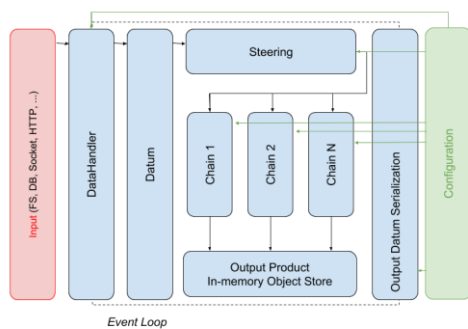 Input (FS, DB, Socket, HTTP, ...)
DataHandler
Datum
Steering
Chain 1
Chain 2
Chain N
Output Product
In-memory Object Store
Output Datum Serialization
Configuration
Event Loop